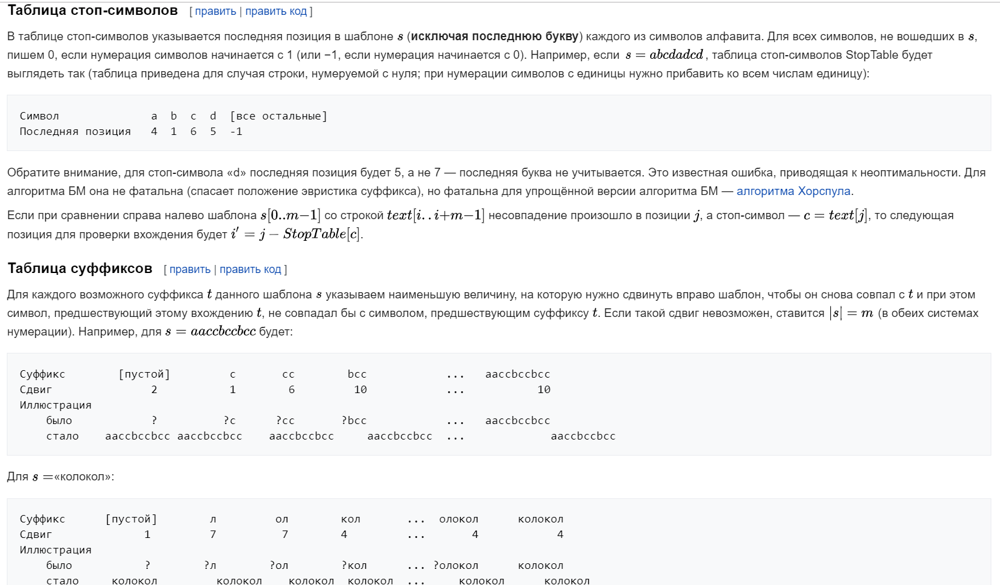 Таблица стоп-символов [ править | править код ]
В таблице стоп-символов указывается последняя позиция в шаблоне s (исключая последнюю букву) каждого из символов алфавита. Для всех символов, не вошедших в s,
пишем 0, если нумерация символов начинается с 1 (или −1, если нумерация начинается с 0). Например, если s = abcdadcd, таблица стоп-символов StopTable будет
выглядеть так (таблица приведена для случая строки, нумеруемой с нуля; при нумерации символов с единицы нужно прибавить ко всем числам единицу):
Символ a b c d [все остальные]
Последняя позиция 4 1 6 5 -1
Обратите внимание, для стоп-символа «d» последняя позиция будет 5, а не 7 — последняя буква не учитывается. Это известная ошибка, приводящая к неоптимальности. Для
алгоритма БМ она не фатальна (спасает положение эвристика суффикса), но фатальна для упрощённой версии алгоритма БМ — алгоритма Хорспула.
Если при сравнении справа налево шаблона s[0..m−1] со строкой text[i..i+m−1] несовпадение произошло в позиции j, а стоп-символ — c = text[j], то следующая
позиция для проверки вхождения будет i′ = j − StopTable[c].
Таблица суффиксов [ править | править код ]
Для каждого возможного суффикса t данного шаблона s указываем наименьшую величину, на которую нужно сдвинуть вправо шаблон, чтобы он снова совпал с t и при этом
символ, предшествующий этому вхождению t, не совпадал бы с символом, предшествующим суффиксу t. Если такой сдвиг невозможен, ставится |s| = m (в обеих системах
нумерации). Например, для s = aaccbccbcc будет:
Суффикс [пустой] c cc bcc ... aaccbccbcc
Сдвиг 2 1 6 10 ... 10
Иллюстрация
было ? ?c ?cc ?bcc ... aaccbccbcc
стало aaccbccbcc aaccbccbcc aaccbccbcc aaccbccbcc ... aaccbccbcc
Для s =«колокол»:
Суффикс [пустой] л ол кол ... олокол колокол
Сдвиг 1 7 7 4 ... 4 4
Иллюстрация
было ? ?л ?ол ?кол ... ?олокол колокол
стало колокол колокол колокол колокол ... колокол колокол